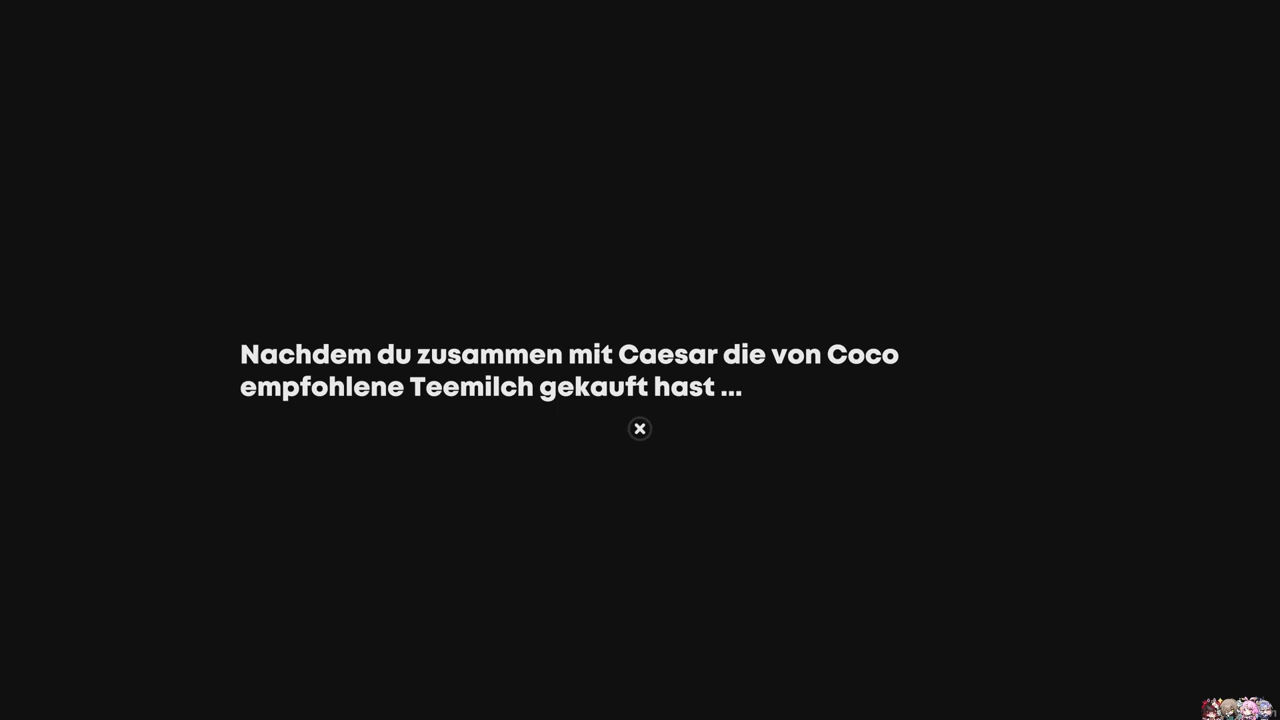 Nachdem du zusammen mit Caesar die von Coco
empfohlene Teemilch gekauft hast ...